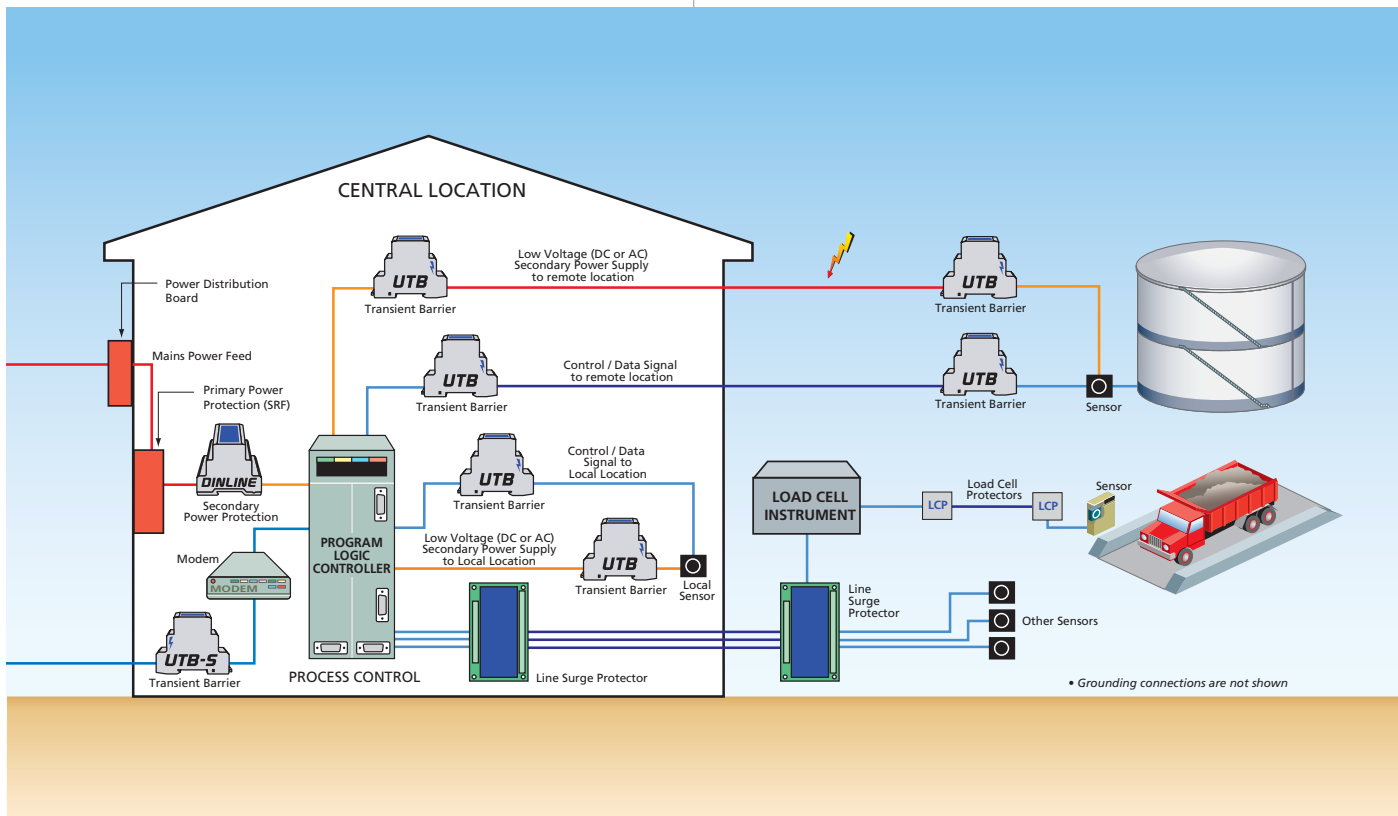 CENTRAL LOCATION
UTB
Transient Barrier
Low Voltage (DC or AC)
Secondary Power Supply
to remote location
UTB
Transient Barrier
Power Distribution
Board
Mains Power Feed
UTB
Transient Barrier
Control / Data Signal
to remote location
UTB
Transient Barrier
Sensor
Primary Power
Protection (SRF)
DINLINE
Secondary
Power Protection
UTB
Transient Barrier
Control / Data
Signal to
Local Location
PROGRAM
LOGIC
CONTROLLER
Low Voltage (DC or AC)
Secondary Power Supply
to Local Location
UTB
Transient Barrier
Local
Sensor
LOAD CELL
INSTRUMENT
LCP
Load Cell
Protectors
LCP
Sensor
Modem
MODEM
UTB-S
Transient Barrier
PROCESS CONTROL
Line Surge Protector
Line
Surge
Protector
Other Sensors
• Grounding connections are not shown